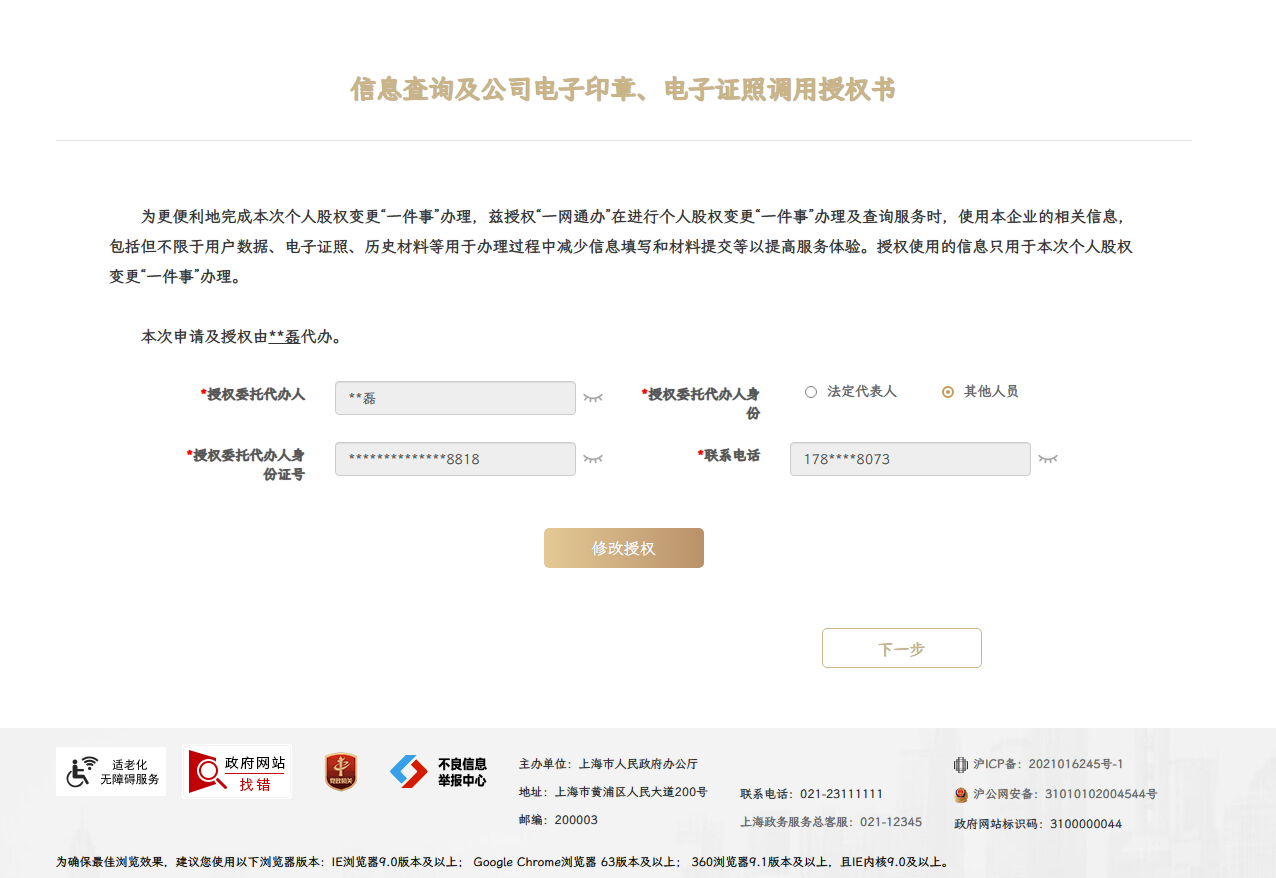 信息查询及公司电子印章、电子证照调用授权书
为更便利地完成本次个人股权变更“一件事”办理，兹授权“一网通办”在进行个人股权变更“一件事”办理及查询服务时，使用本企业的相关信息，
包括但不限于用户数据、电子证照、历史材料等用于办理过程中减少信息填写和材料提交等以提高服务体验。授权使用的信息只用于本次个人股权
变更“一件事”办理。
本次申请及授权由**磊代办。
*授权委托代办人
**磊
*授权委托代办人身
份
法定代表人
其他人员
*授权委托代办人身
份证号
**************8818
*联系电话
178****8073
修改授权
下一步
适老化
无障碍服务
政府网站
找错
党政机关
不良信息
举报中心
主办单位：上海市人民政府办公厅
地址：上海市黄浦区人民大道200号
邮编：200003
联系电话：021-23111111
上海政务服务总客服：021-12345
沪ICP备：2021016245号-1
沪公网安备：31010102004544号
政府网站标识码：3100000044
为确保最佳浏览效果，建议您使用以下浏览器版本：IE浏览器9.0版本及以上； Google Chrome浏览器 63版本及以上； 360浏览器9.1版本及以上，且IE内核9.0及以上。